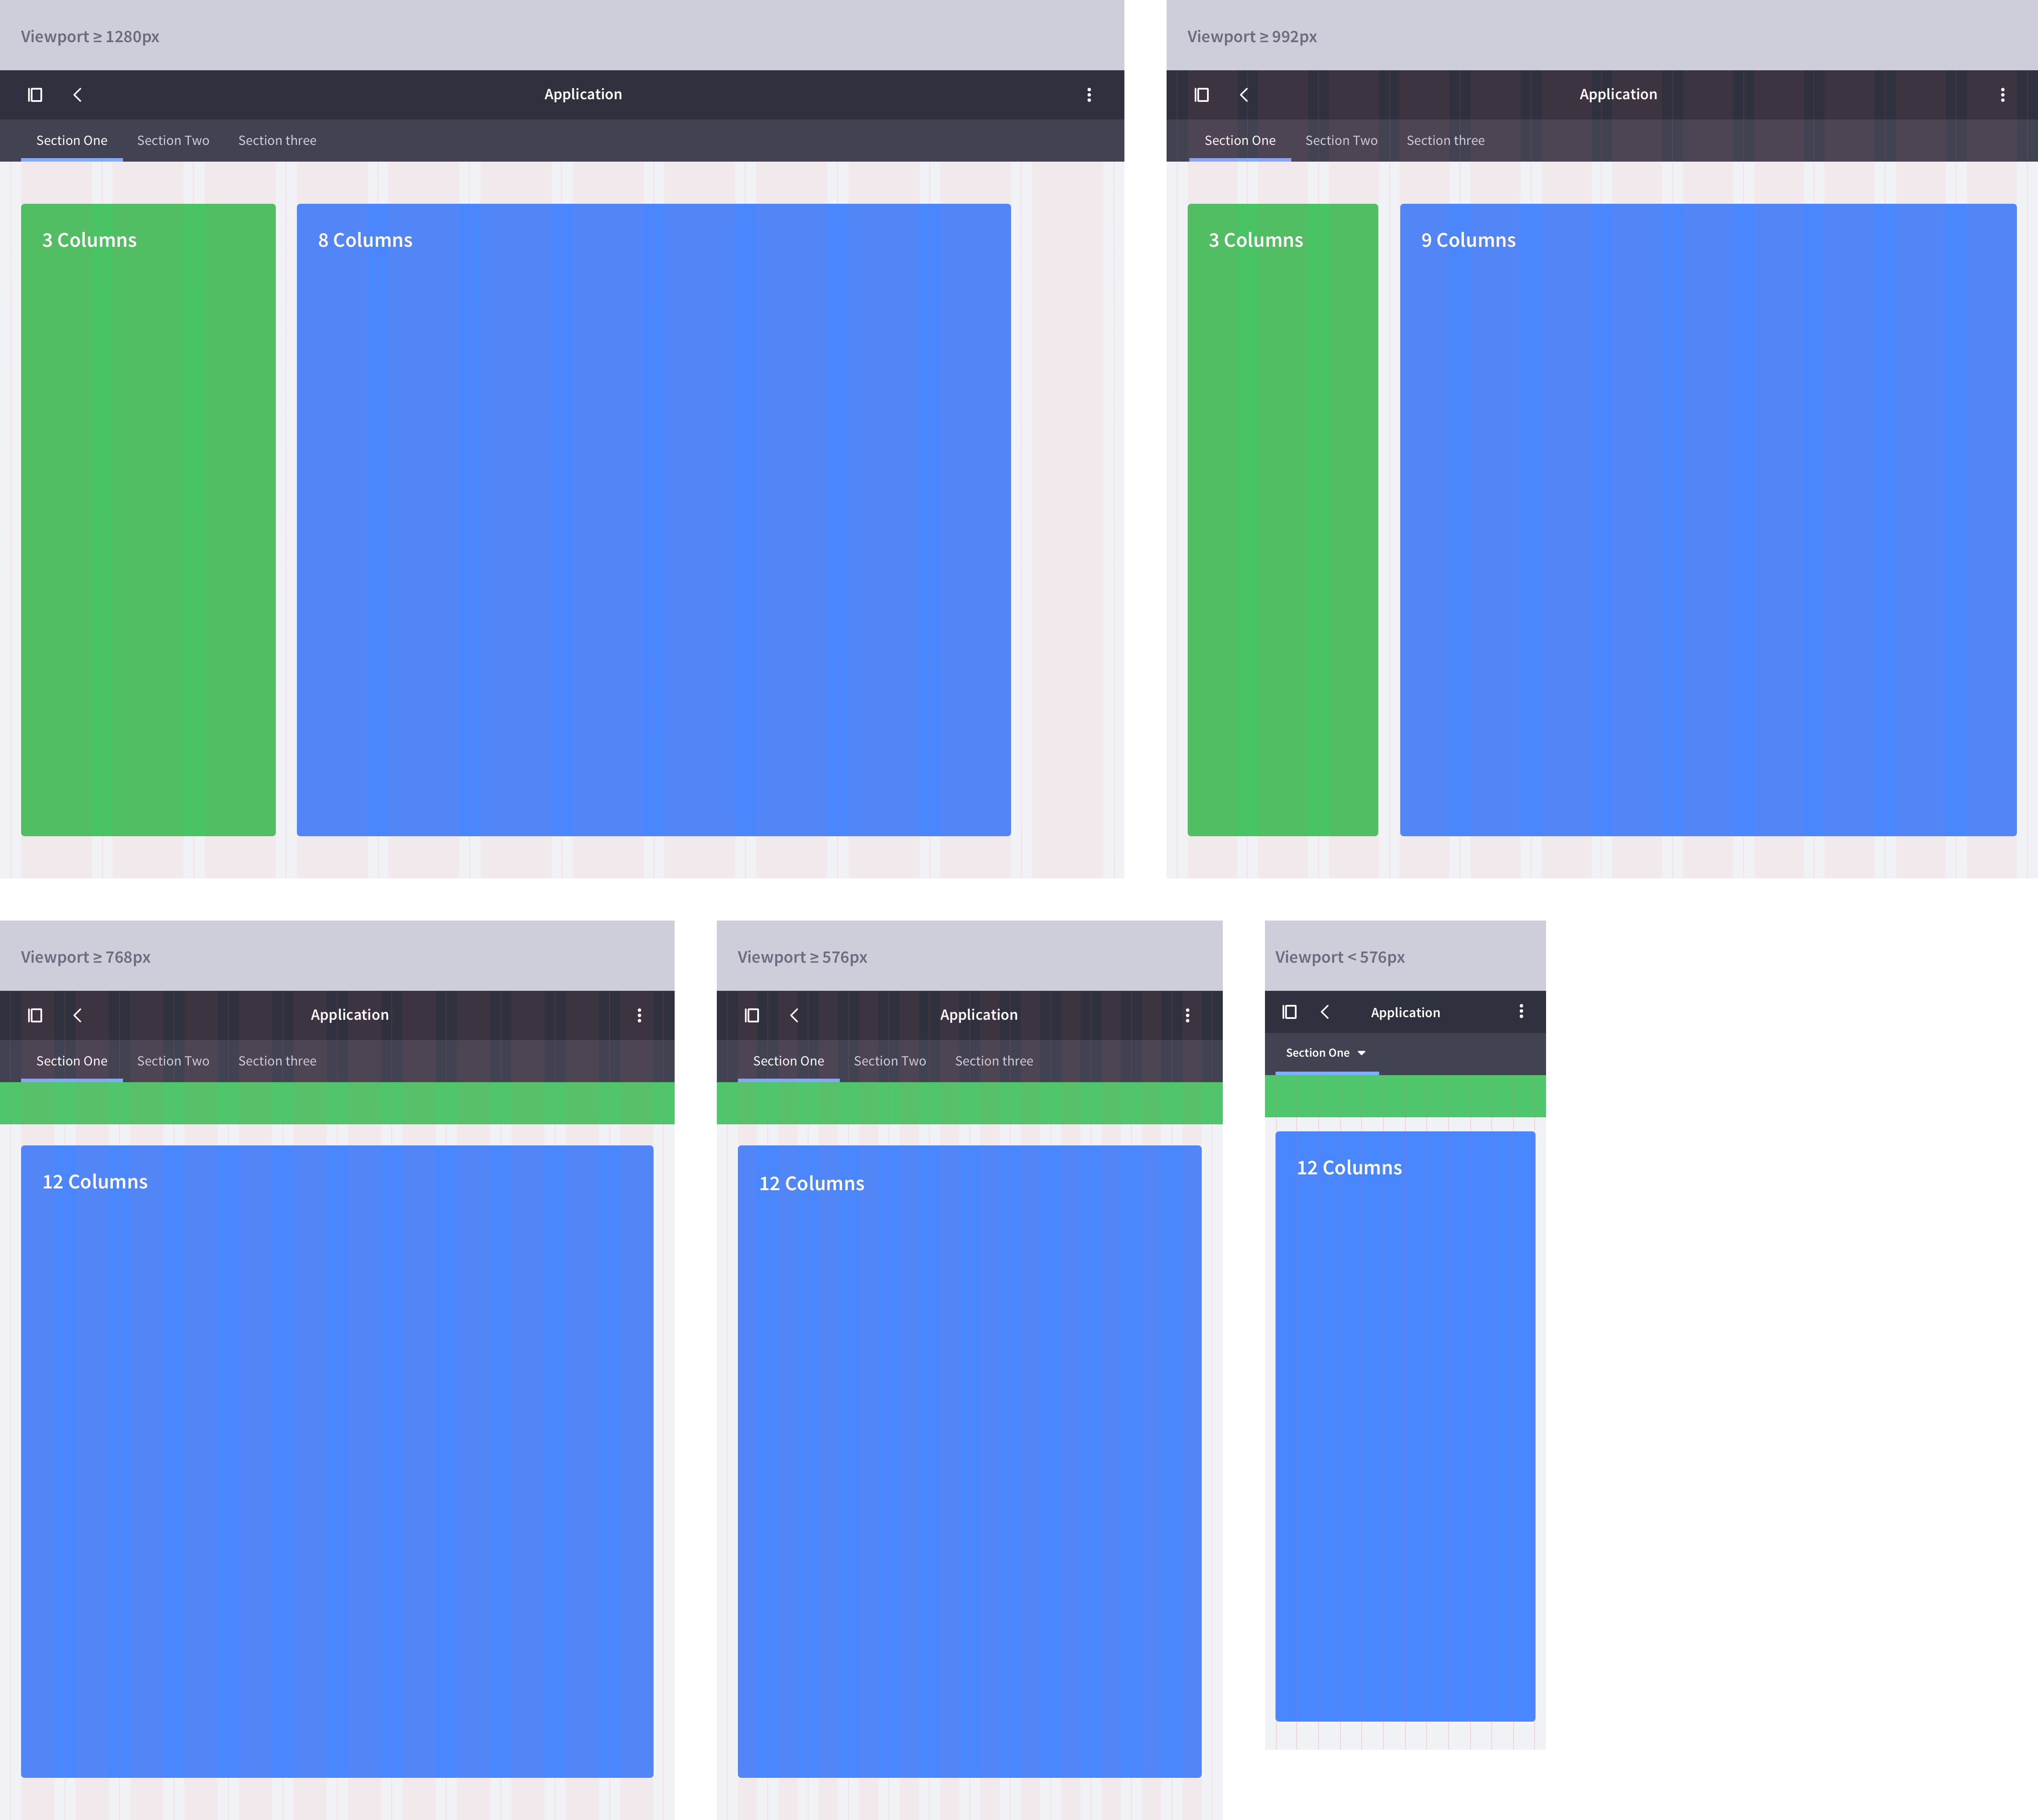 Viewport ≥ 1280px
Application
Section One Section Two Section three
3 Columns
8 Columns
Viewport ≥ 992px
Application
Section One Section Two Section three
3 Columns
9 Columns
Viewport ≥ 768px
Application
Section One Section Two Section three
12 Columns
Viewport ≥ 576px
Application
Section One Section Two Section three
12 Columns
Viewport < 576px
Application
Section One
12 Columns